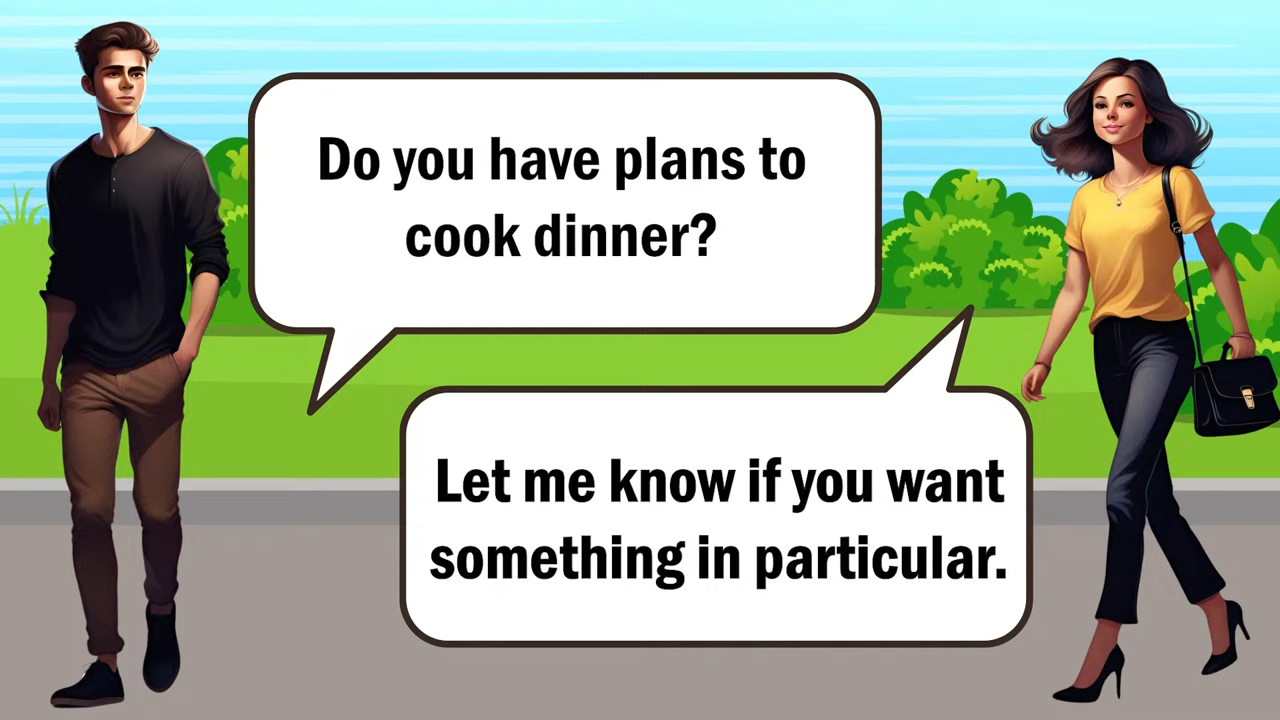 Do you have plans to
cook dinner?
Let me know if you want
something in particular.